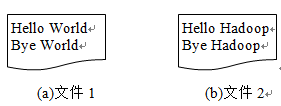 Hello World↵
Bye World↵
(a)文件 1
Hello Hadoop↵
Bye Hadoop↵
(b)文件 2↵